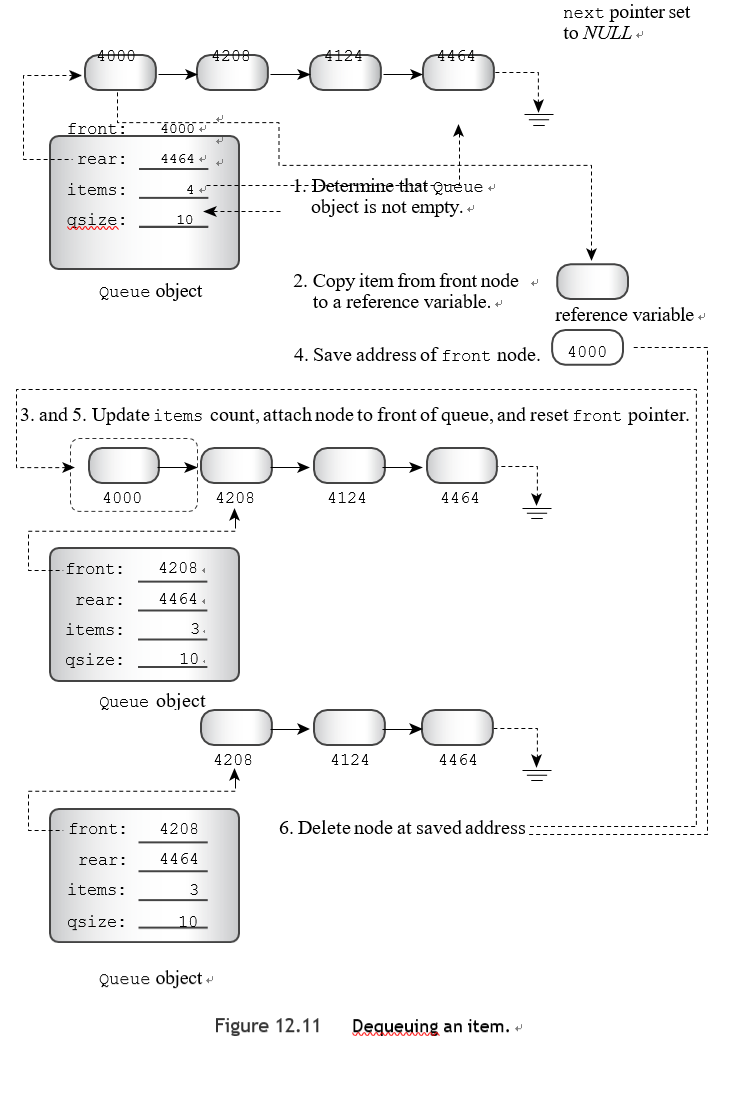 next pointer set
to NULL
4000 4208 4124 4464
front: 4000
rear: 4464
items: 4
qsize: 10
Queue object
1. Determine that Queue
object is not empty.
2. Copy item from front node
to a reference variable.
reference variable
4. Save address of front node.
4000
3. and 5. Update items count, attach node to front of queue, and reset front pointer.
4000 4208 4124 4464
front: 4208
rear: 4464
items: 3
qsize: 10
Queue object
4208 4124 4464
front: 4208
rear: 4464
items: 3
qsize: 10
6. Delete node at saved address
Queue object
Figure 12.11 Dequeuing an item.